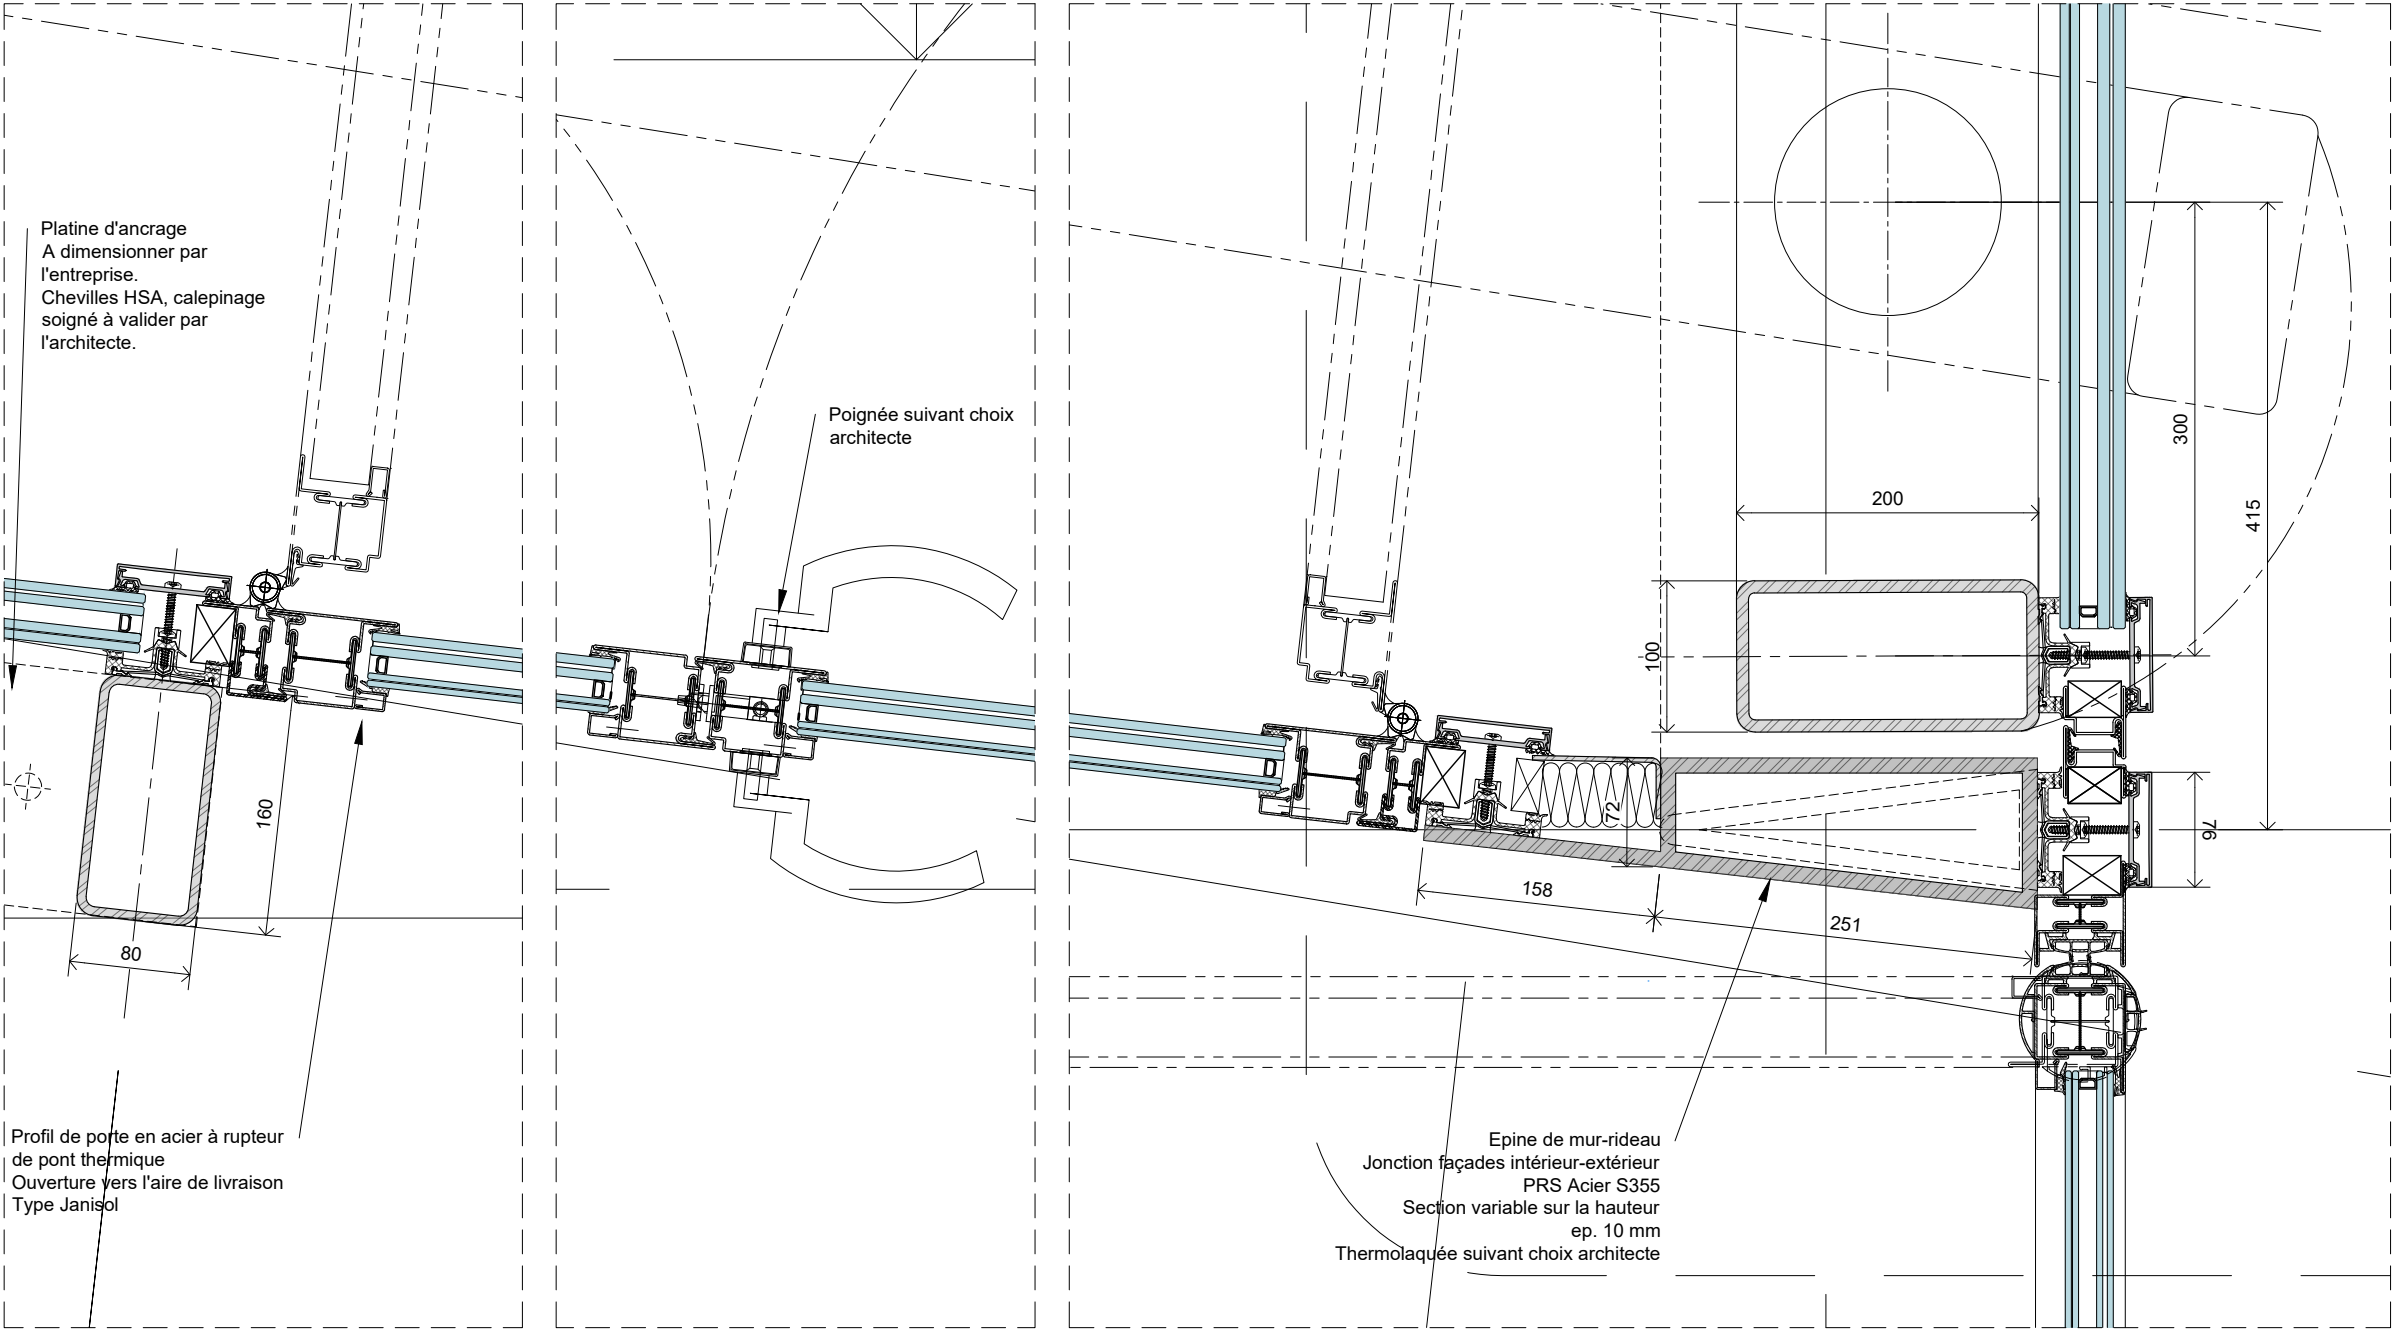 Platine d'ancrage
A dimensionner par
l'entreprise.
Chevilles HSA, calepinage
soigné à valider par
l'architecte.
160
80
Profil de porte en acier à rupteur
de pont thermique
Ouverture vers l'aire de livraison
Type Janisol
Poignée suivant choix
architecte
300
415
200
100
72
76
158
251
Epine de mur-rideau
Jonction façades intérieur-extérieur
PRS Acier S355
Section variable sur la hauteur
ep. 10 mm
Thermolaquée suivant choix architecte